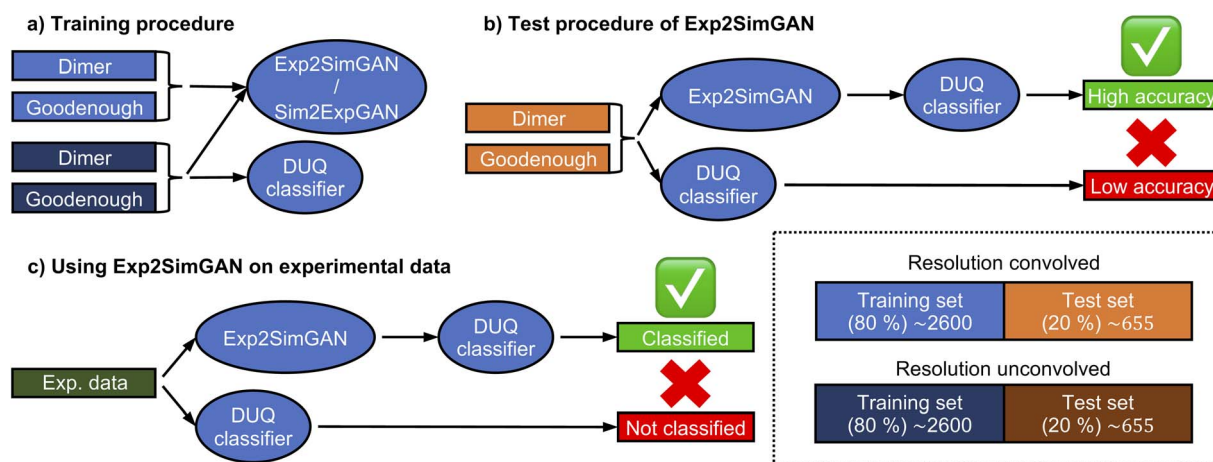 a) Training procedure
Dimer
Goodenough
Dimer
Goodenough
Exp2SimGAN
/
Sim2ExpGAN
DUQ
classifier
b) Test procedure of Exp2SimGAN
Dimer
Goodenough
Exp2SimGAN
DUQ
classifier
High accuracy
DUQ
classifier
Low accuracy
c) Using Exp2SimGAN on experimental data
Exp. data
Exp2SimGAN
DUQ
classifier
Classified
DUQ
classifier
Not classified
Resolution convolved
Training set
(80 %) ~2600
Test set
(20 %) ~655
Resolution unconvolved
Training set
(80 %) ~2600
Test set
(20 %) ~655